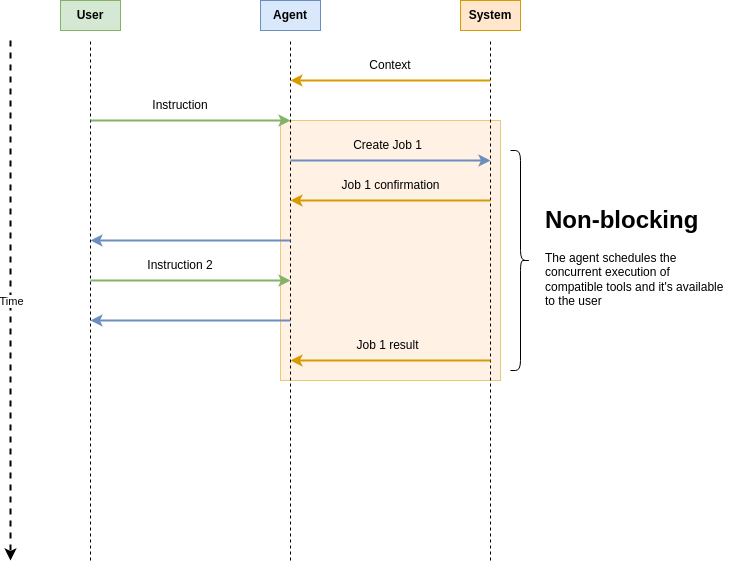 User
Agent
System
Context
Instruction
Create Job 1
Job 1 confirmation
Non-blocking
The agent schedules the
concurrent execution of
compatible tools and it's available
to the user
Instruction 2
Time
Job 1 result